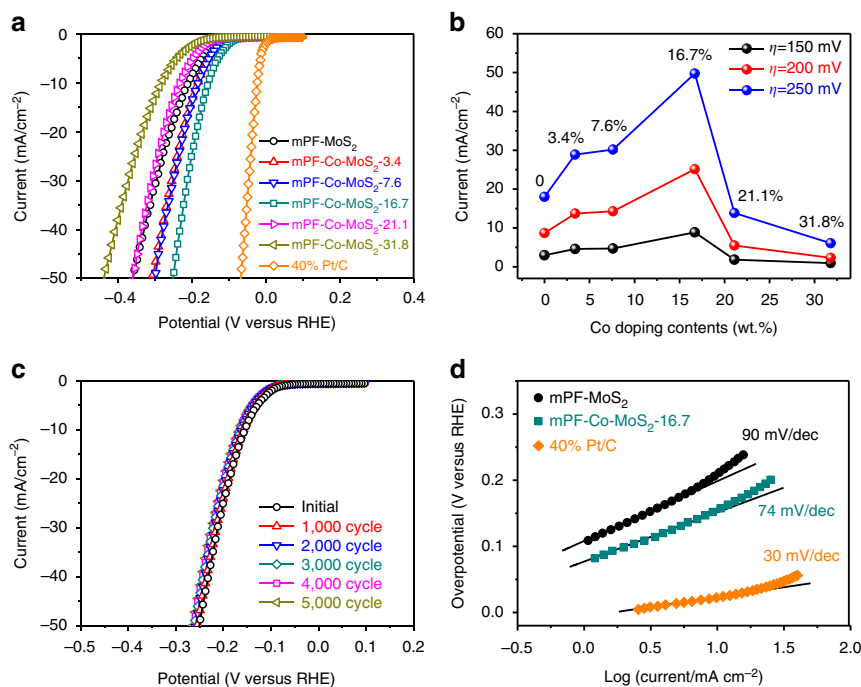 a
0
–10
–20
–30
–40
–50
Current (mA/cm⁻²)
mPF-MoS₂
mPF-Co-MoS₂-3.4
mPF-Co-MoS₂-7.6
mPF-Co-MoS₂-16.7
mPF-Co-MoS₂-21.1
mPF-Co-MoS₂-31.8
40% Pt/C
–0.4 –0.2 0.0 0.2 0.4
Potential (V versus RHE)
b
60
50
40
30
20
10
0
Current (mA/cm⁻²)
η=150 mV
η=200 mV
η=250 mV
0
3.4%
7.6%
16.7%
21.1%
31.8%
0 5 10 15 20 25 30
Co doping contents (wt.%)
c
0
–10
–20
–30
–40
–50
Current (mA/cm⁻²)
Initial
1,000 cycle
2,000 cycle
3,000 cycle
4,000 cycle
5,000 cycle
–0.5 –0.4 –0.3 –0.2 –0.1 0.0 0.1 0.2
Potential (V versus RHE)
d
0.3
0.2
0.1
0.0
Overpotential (V versus RHE)
mPF-MoS₂
mPF-Co-MoS₂-16.7
40% Pt/C
90 mV/dec
74 mV/dec
30 mV/dec
–0.5 0.0 0.5 1.0 1.5 2.0
Log (current/mA cm⁻²)